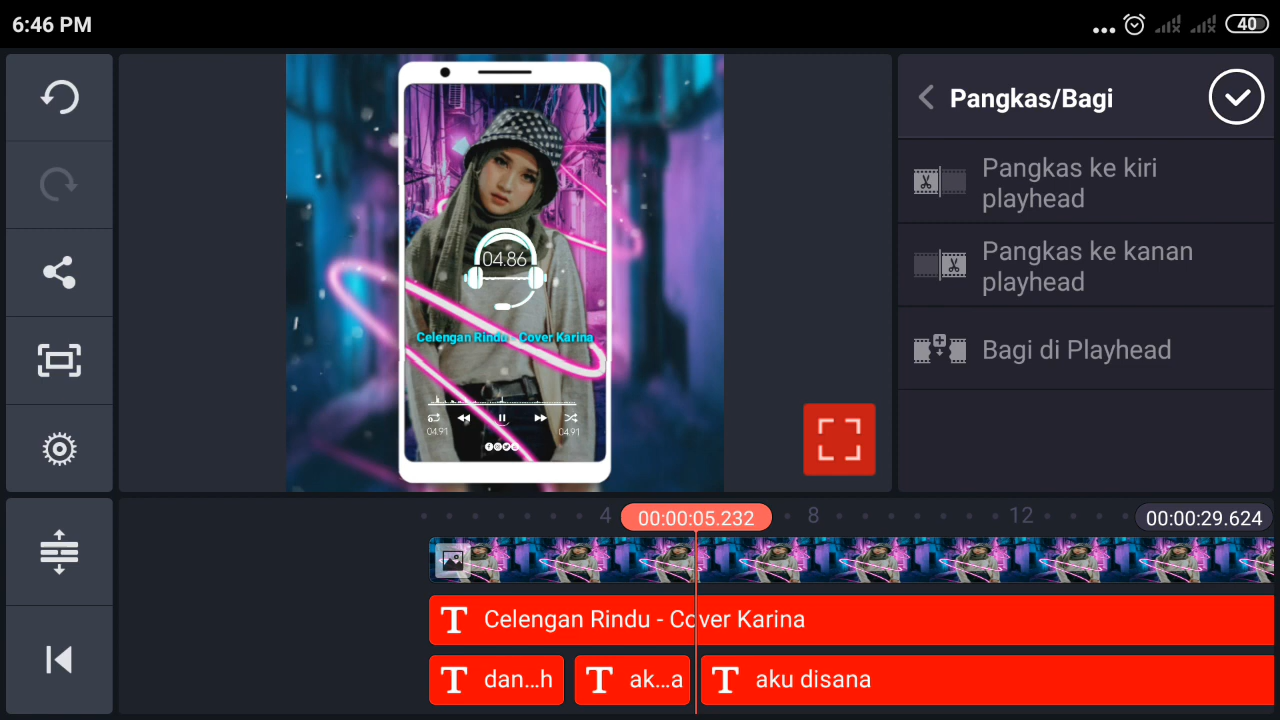 6:46 PM
40
Pangkas/Bagi
Pangkas ke kiri
playhead
Pangkas ke kanan
playhead
Bagi di Playhead
04.86
Celengan Rindu - Cover Karina
04.91
04.91
4
00:00:05.232
8
12
00:00:29.624
T Celengan Rindu - Cover Karina
T dan...h
T ak...a
T aku disana